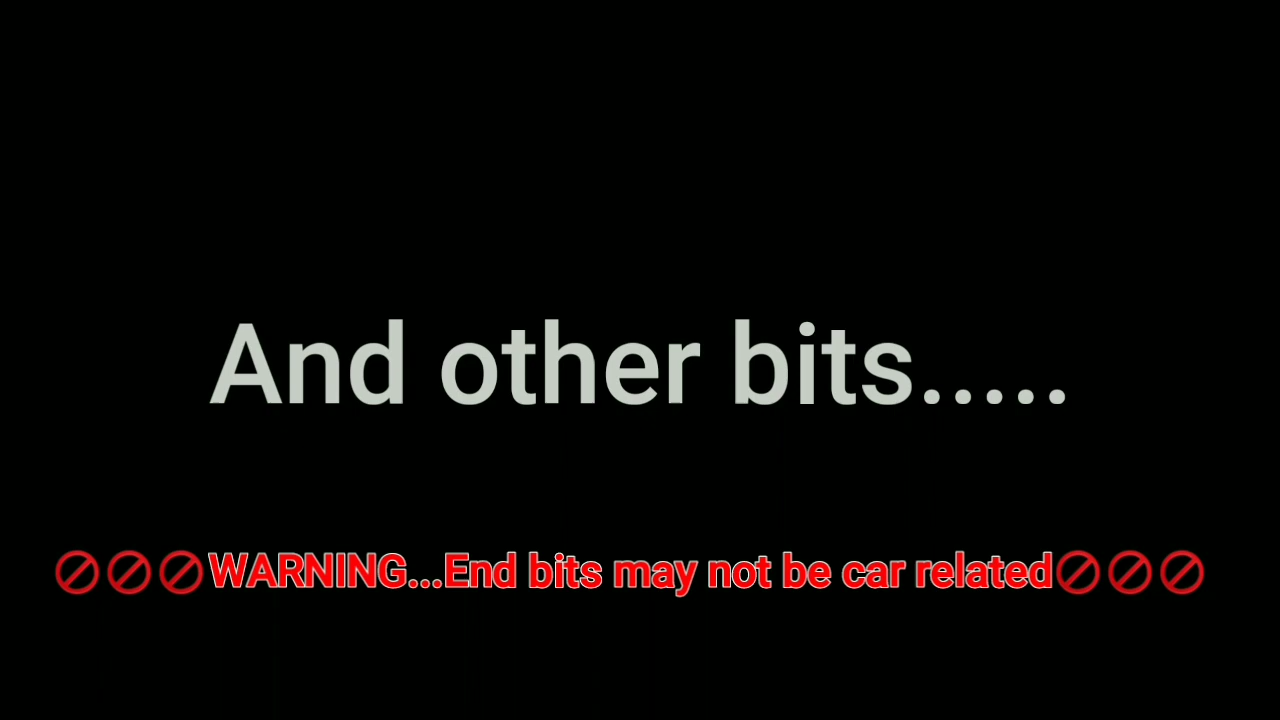 And other bits.....
🚫🚫🚫WARNING...End bits may not be car related🚫🚫🚫